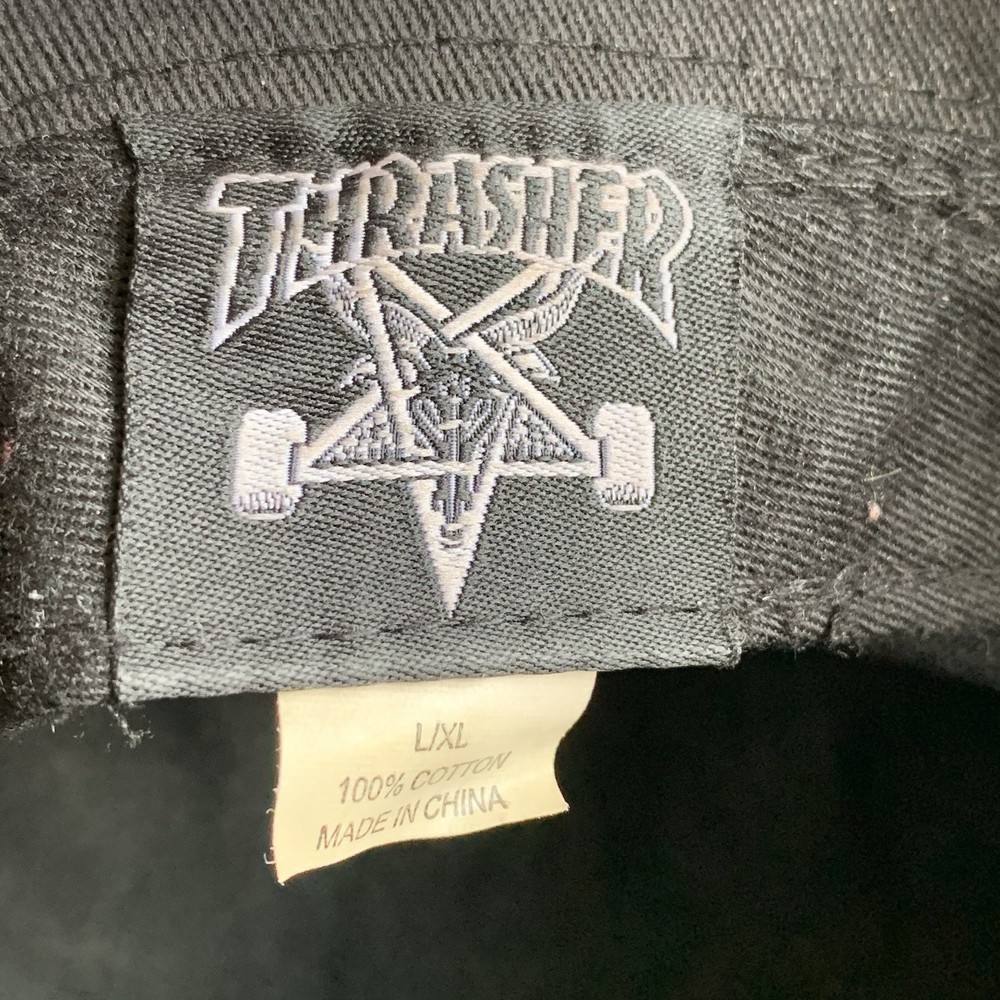 THRASHER
L/XL
100% COTTON
MADE IN CHINA